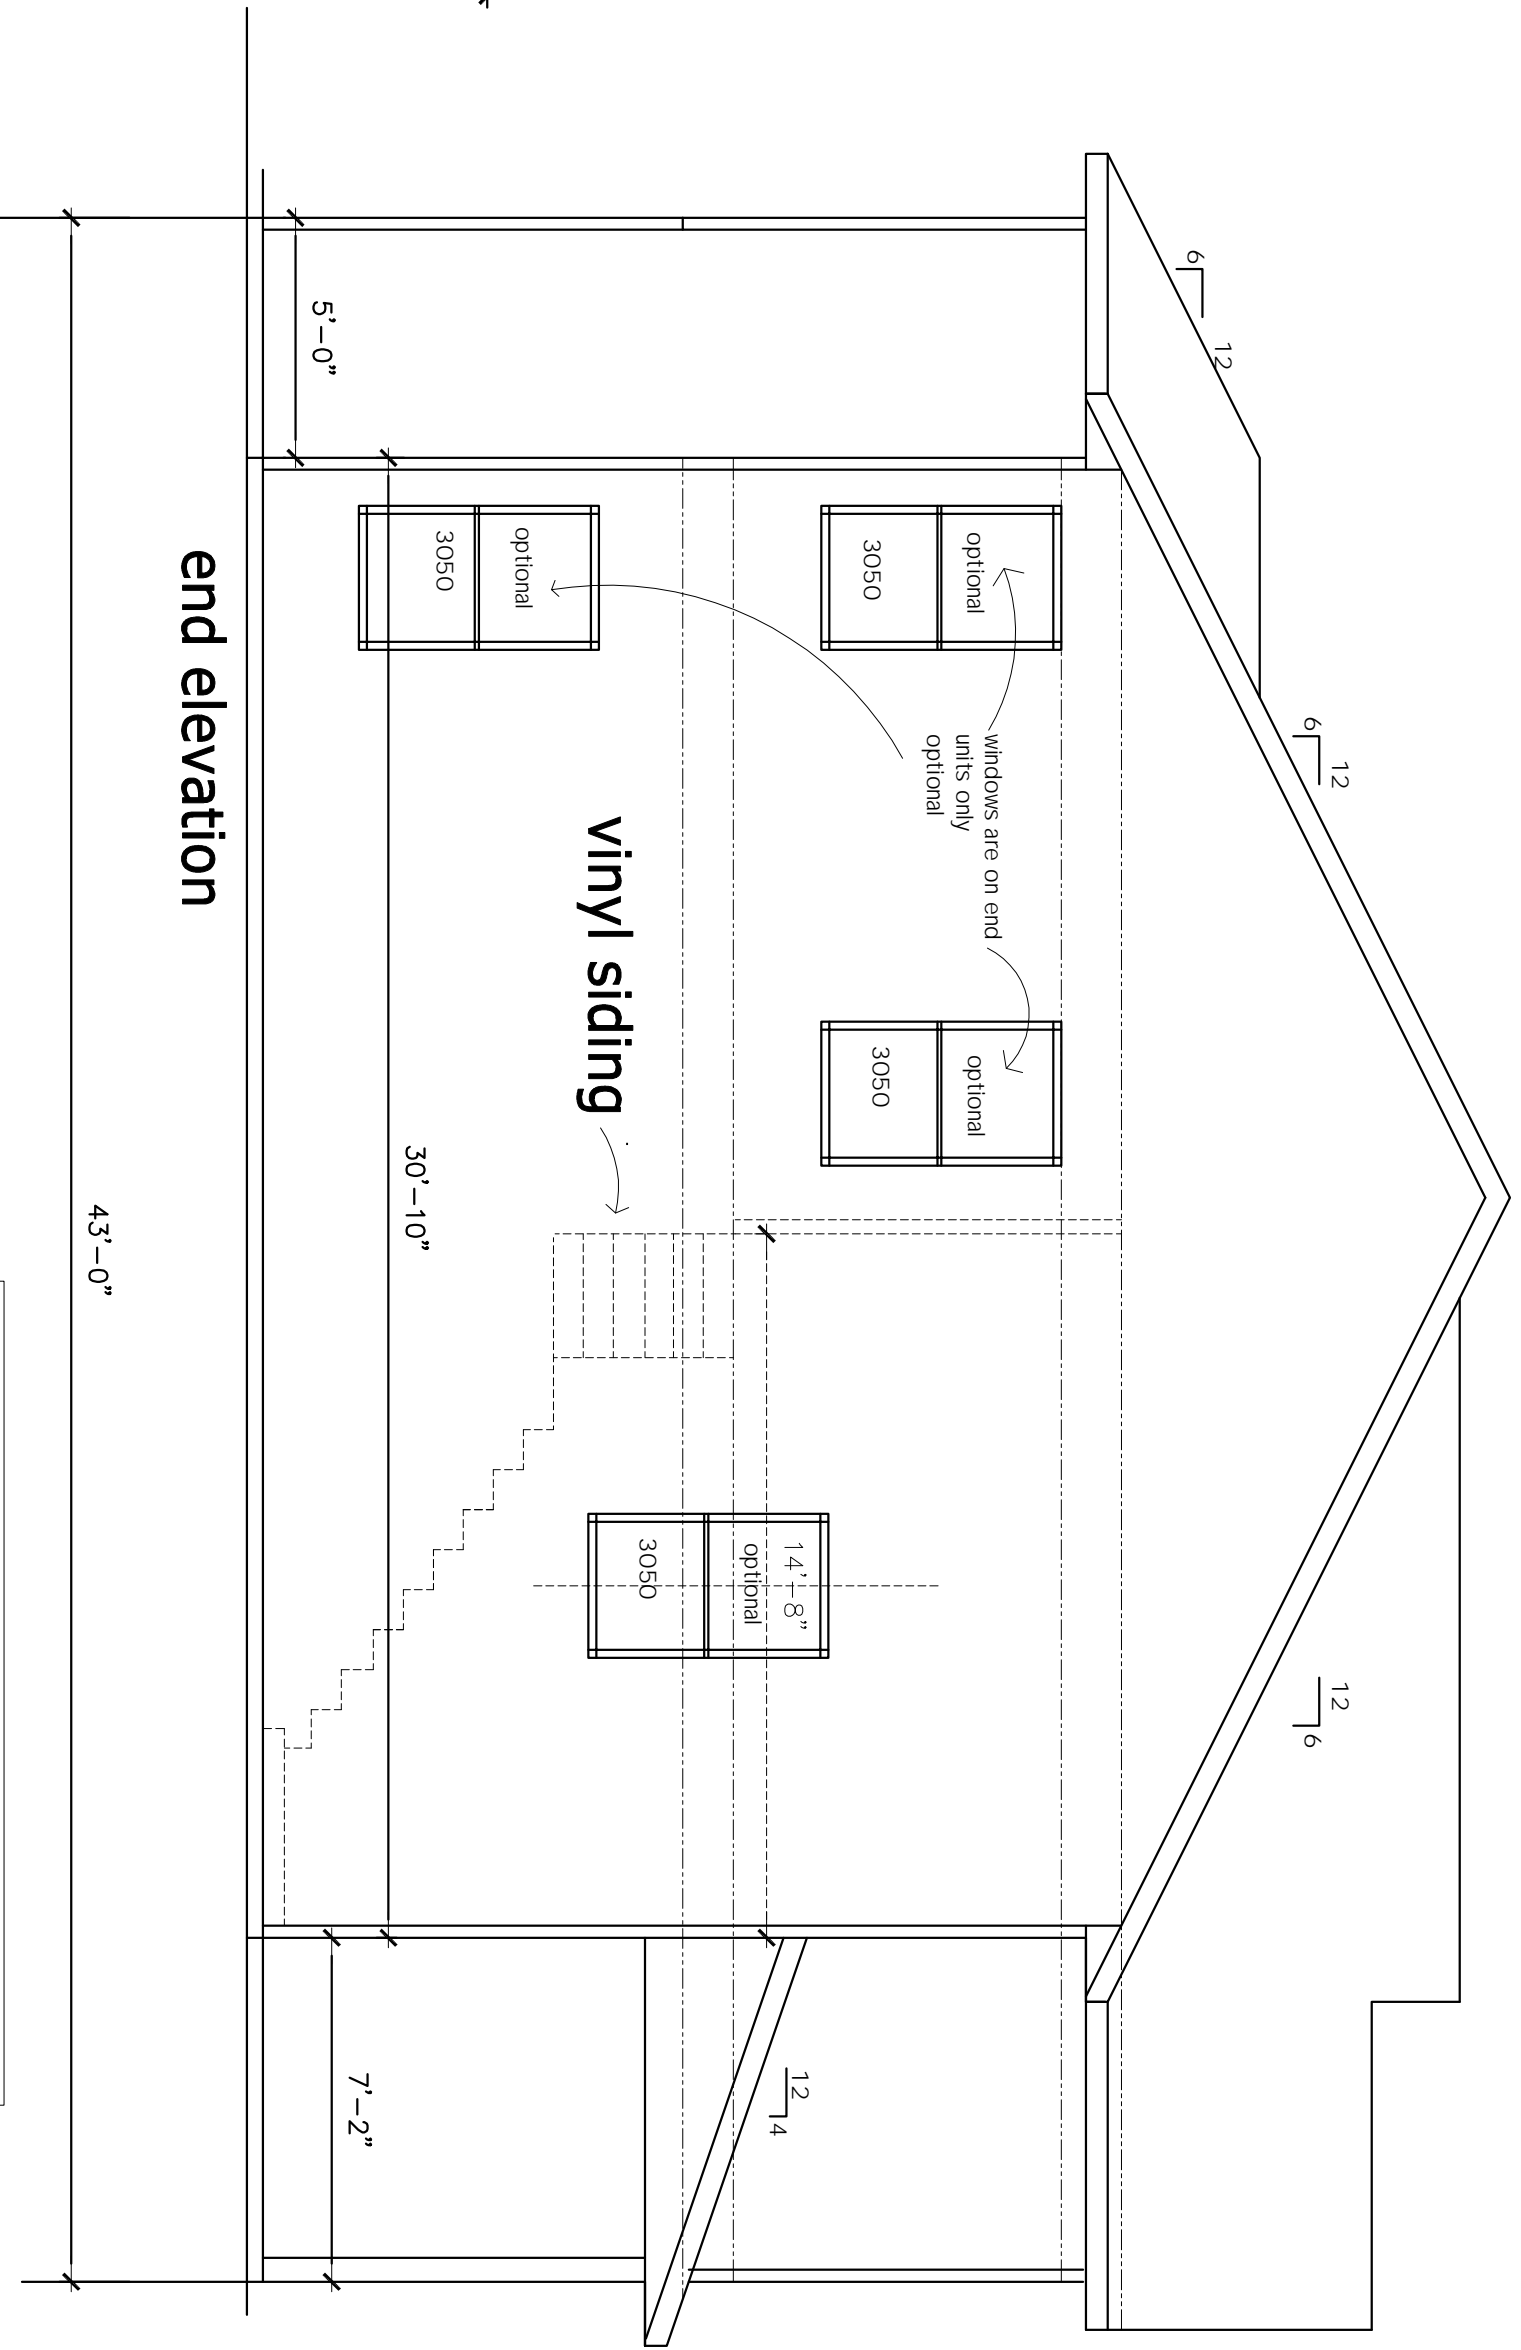 6
12
6
12
12
6
optional
3050
windows are on end
units only
optional
optional
3050
optional
3050
vinyl siding
14'-8"
optional
3050
12
4
5'-0"
30'-10"
7'-2"
43'-0"
end elevation